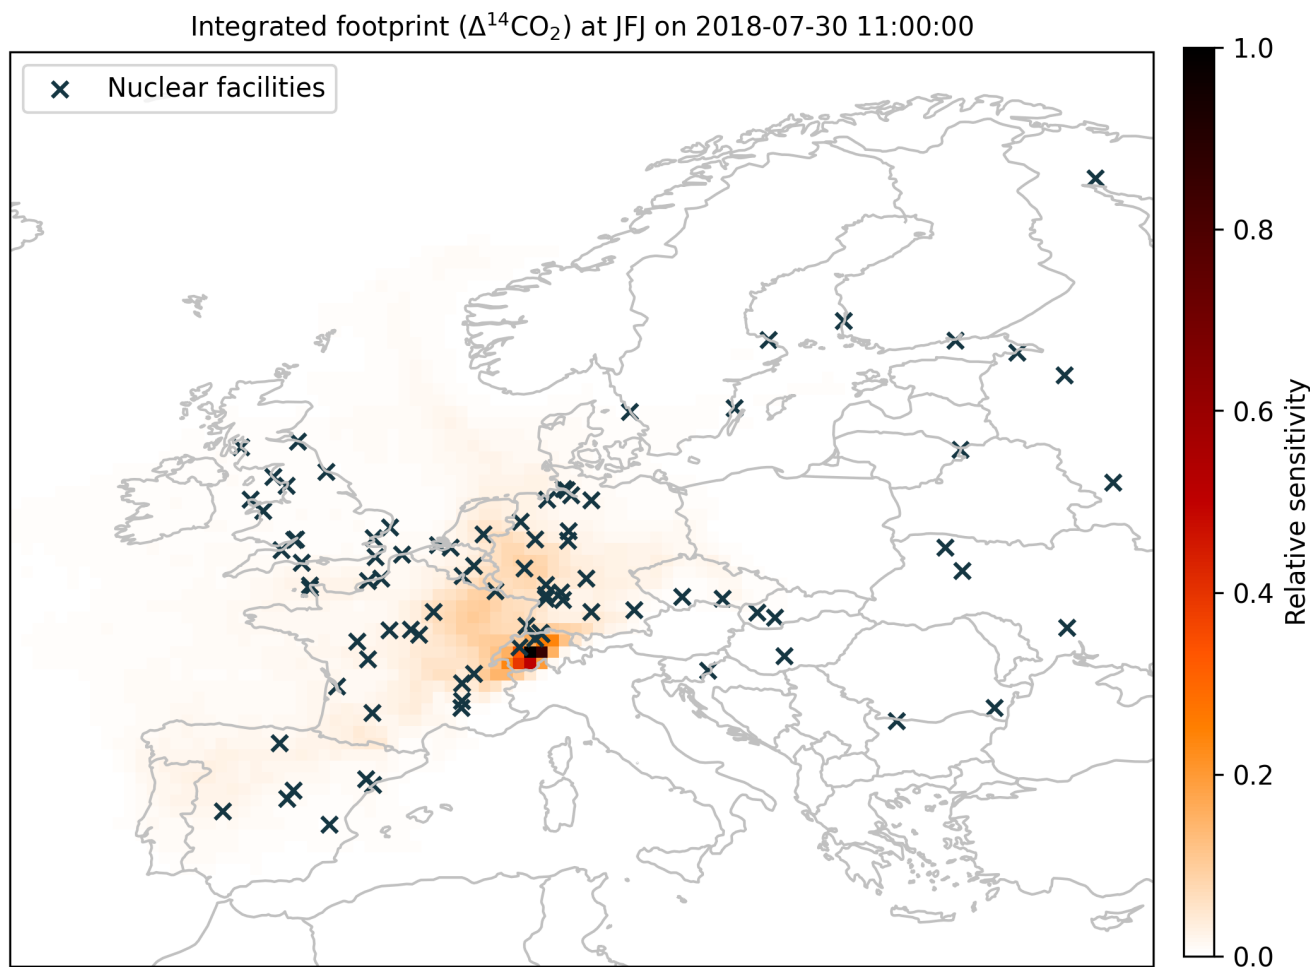 Integrated footprint (Δ¹⁴CO₂) at JFJ on 2018-07-30 11:00:00
Nuclear facilities
1.0
0.8
0.6
0.4
0.2
0.0
Relative sensitivity